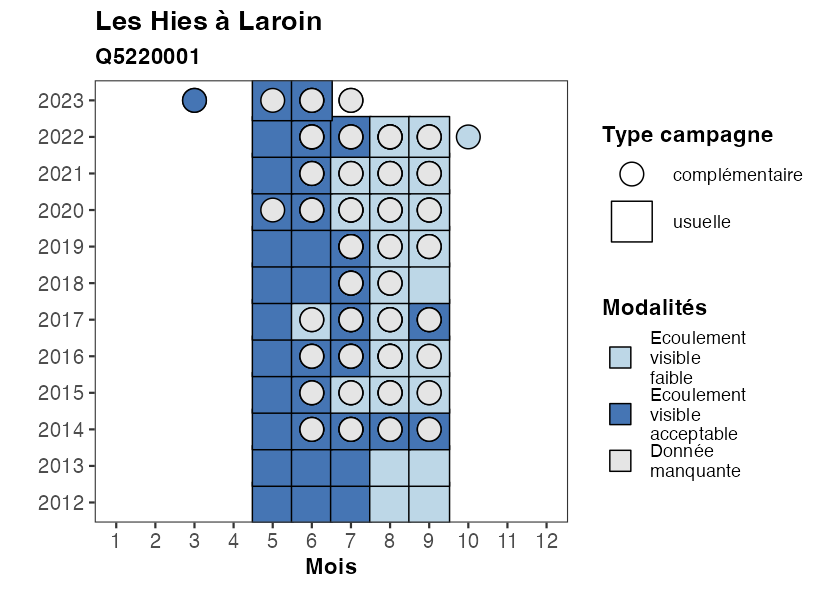 Les Hies à Laroin
Q5220001
2023
2022
2021
2020
2019
2018
2017
2016
2015
2014
2013
2012
1 2 3 4 5 6 7 8 9 10 11 12
Mois
Type campagne
complémentaire
usuelle
Modalités
Ecoulement
visible
faible
Ecoulement
visible
acceptable
Donnée
manquante